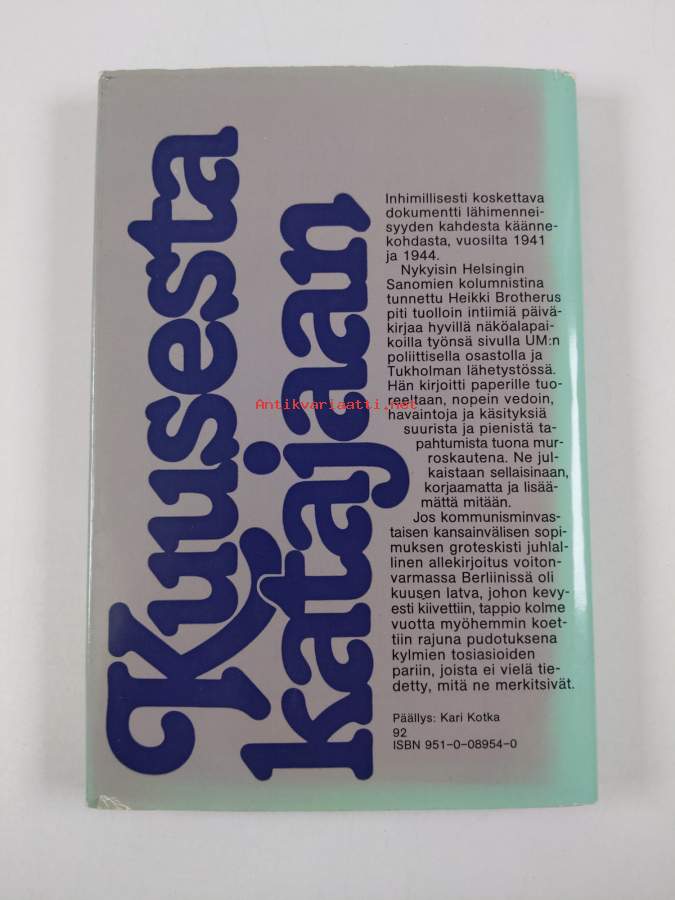 Kuusesta
katajaan
Inhimillisesti koskettava
dokumentti lähimennei-
syyden kahdesta käänne-
kohdasta, vuosilta 1941
ja 1944.
Nykyisin Helsingin
Sanomien kolumnistina
tunnettu Heikki Brotherus
piti tuolloin intiimiä päivä-
kirjaa hyvillä näköalapai-
koilla työnsä sivulla UM:n
poliittisella osastolla ja
Tukholman lähetystössä.
Hän kirjoitti paperille tuo-
reeltaan, nopein vedoin,
havaintoja ja käsityksiä
suurista ja pienistä ta-
pahtumista tuona mur-
roskautena. Ne jul-
kaistaan sellaisinaan,
korjaamatta ja lisää-
mättä mitään.
Jos kommunisminvas-
taisen kansainvälisen sopi-
muksen groteskisti juhlal-
linen allekirjoitus voiton-
varmassa Berliinissä oli
kuusen latva, johon kevy-
esti kiivettiin, tappio kolme
vuotta myöhemmin koet-
tiin rajuna pudotuksena
kylmien tosiasioiden
pariin, joista ei vielä tie-
detty, mitä ne merkitsivät.
Päällys: Kari Kotka
92
ISBN 951-0-08954-0
Antikvariaatti.net